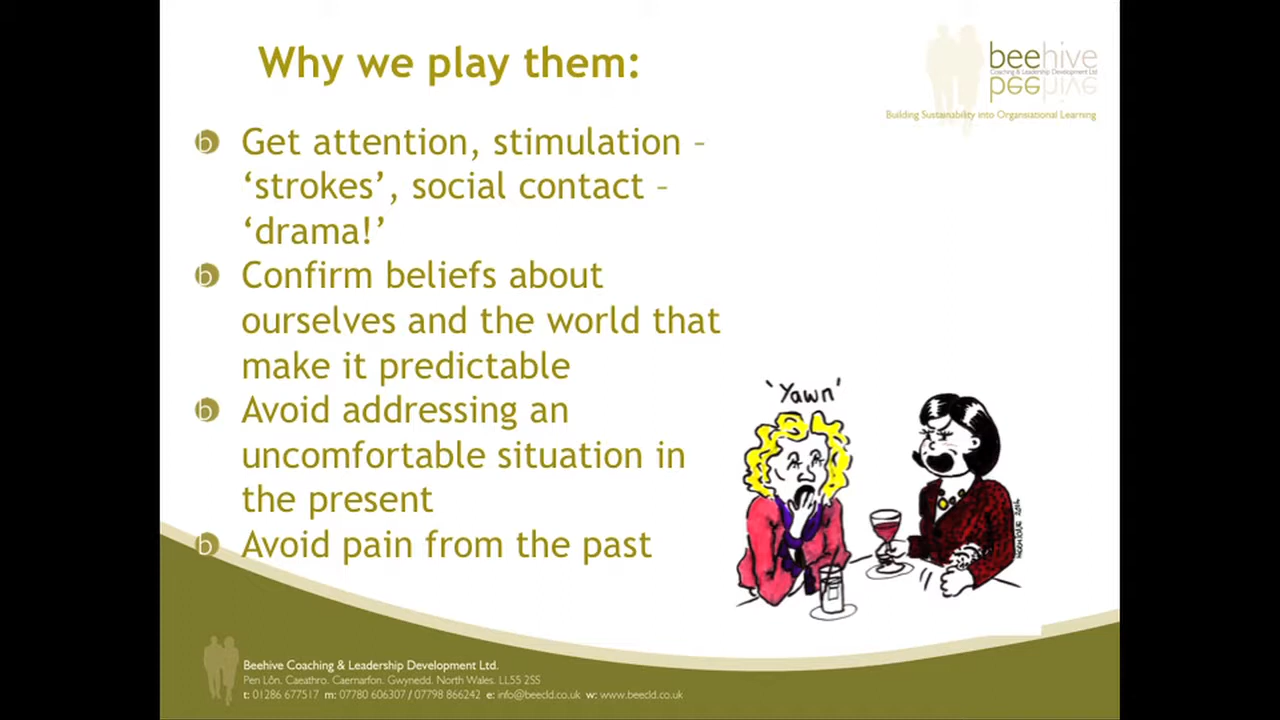 Why we play them:
beehive
Coaching & Leadership Development Ltd
Building Sustainability into Organsiational Learning
Get attention, stimulation –
‘strokes’, social contact –
‘drama!’
Confirm beliefs about
ourselves and the world that
make it predictable
Avoid addressing an
uncomfortable situation in
the present
Avoid pain from the past
'Yawn'
Beehive Coaching & Leadership Development Ltd.
Pen Lôn. Caeathro. Caernarfon. Gwynedd. North Wales. LL55 2SS
t: 01286 677517 m: 07780 606307 / 07798 866242 e: info@beecld.co.uk w: www.beecld.co.uk